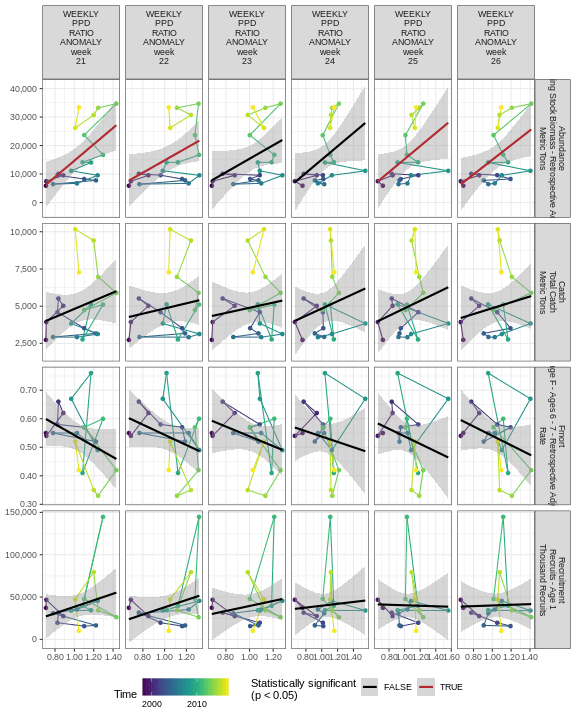 WEEKLY PPD RATIO ANOMALY week 21
WEEKLY PPD RATIO ANOMALY week 22
WEEKLY PPD RATIO ANOMALY week 23
WEEKLY PPD RATIO ANOMALY week 24
WEEKLY PPD RATIO ANOMALY week 25
WEEKLY PPD RATIO ANOMALY week 26
40,000
30,000
20,000
10,000
0
Abundance
Stock Biomass - Retrospective
Metric Tons
10,000
7,500
5,000
2,500
Catch
Total Catch
Metric Tons
0.70
0.60
0.50
0.40
0.30
Fmort
F - Ages 6 - 7 - Retrospective
Rate
150,000
100,000
50,000
0
Recruitment
Recruits - Age 1
Thousand Recruits
0.80 1.00 1.20 1.40
0.80 1.00 1.20
0.80 1.00 1.20
0.80 1.00 1.20 1.40
0.80 1.00 1.20 1.40 1.60
0.80 1.00 1.20 1.40
Time
2000 2010
Statistically significant
(p < 0.05)
FALSE
TRUE